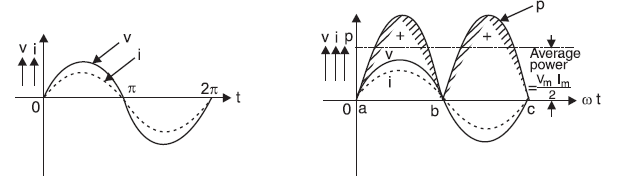 v i
v
i
0
π
2π
t
v i p
p
+
+
v
i
Average
power
= Vm Im / 2
0
a
b
c
ω t